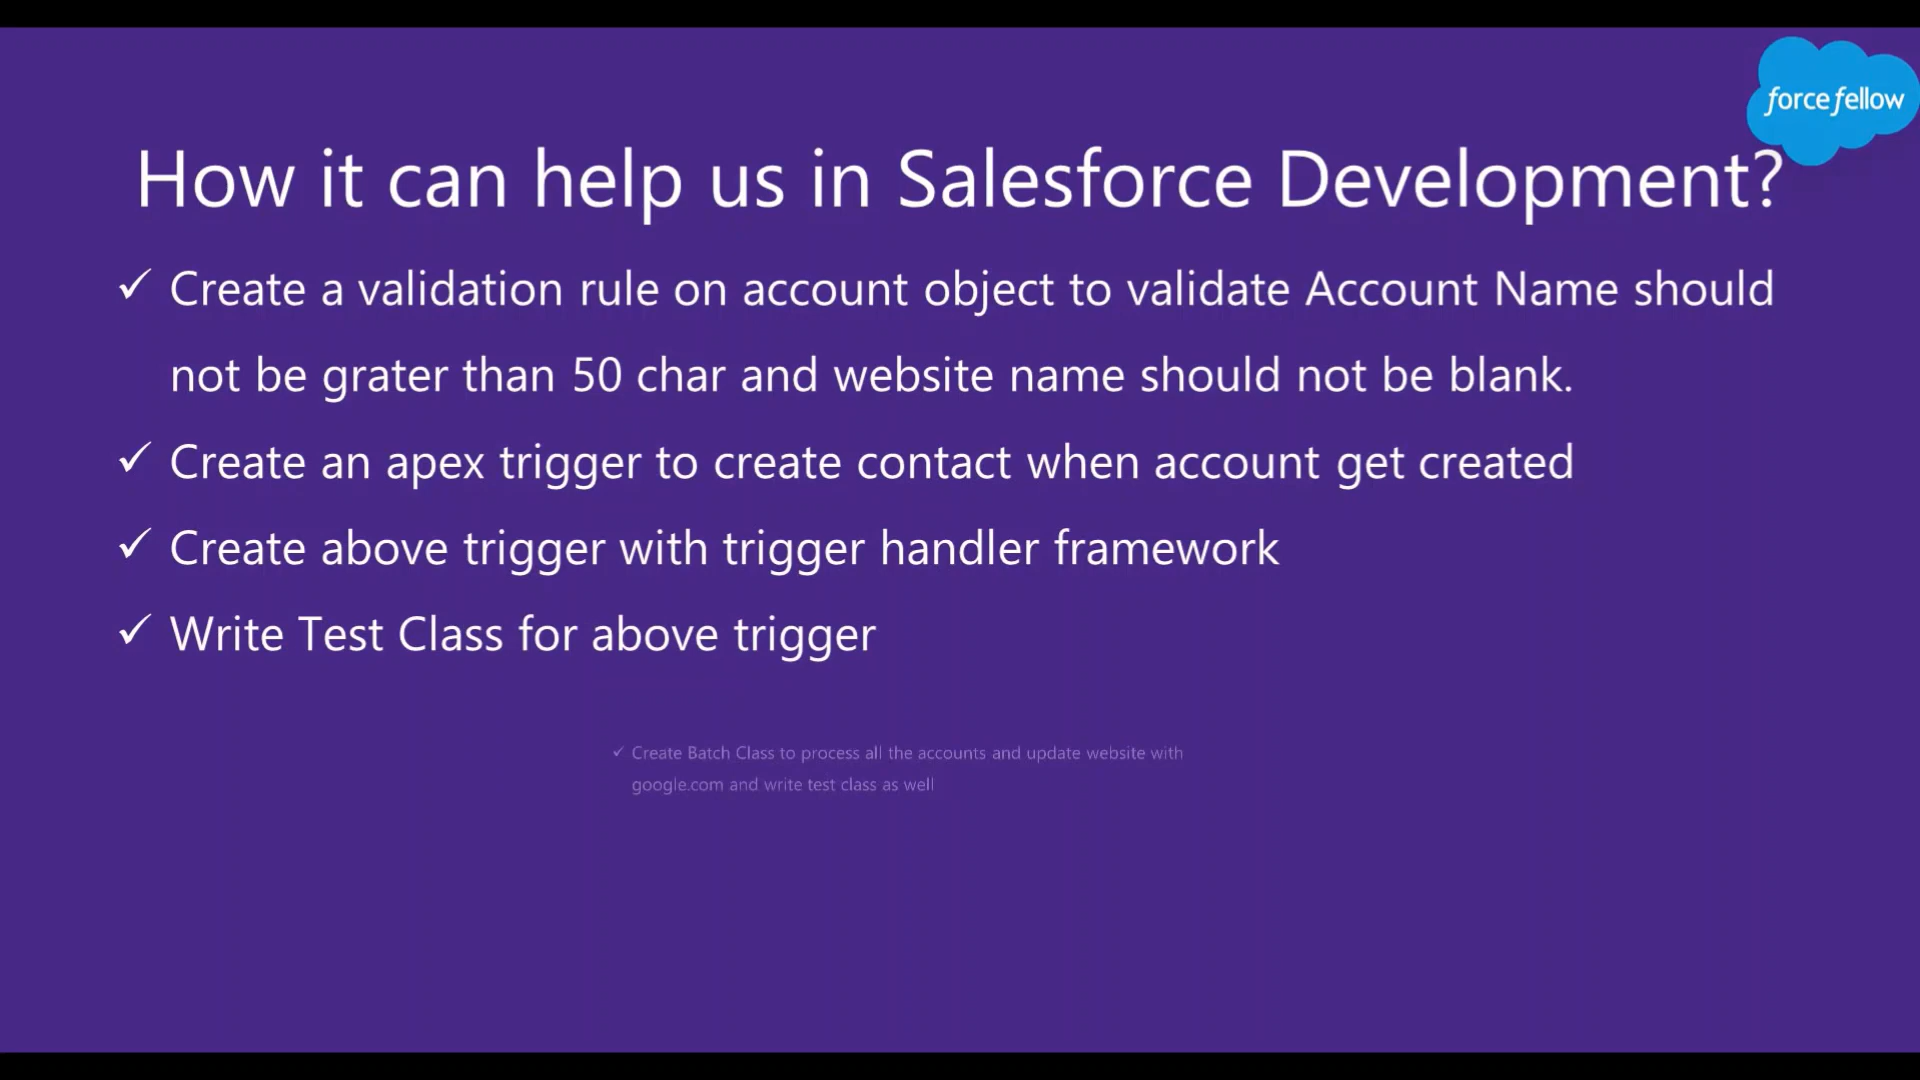 force fellow
How it can help us in Salesforce Development?
✓ Create a validation rule on account object to validate Account Name should
not be grater than 50 char and website name should not be blank.
✓ Create an apex trigger to create contact when account get created
✓ Create above trigger with trigger handler framework
✓ Write Test Class for above trigger
✓ Create Batch Class to process all the accounts and update website with
google.com and write test class as well